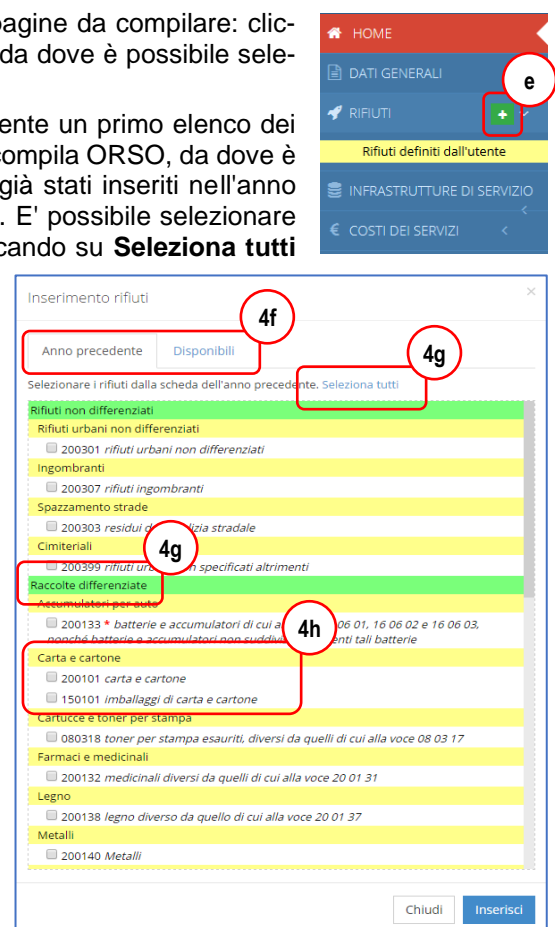 pagine da compilare: clic-
da dove è possibile sele-
ente un primo elenco dei
compila ORSO, da dove è
già stati inseriti nell'anno
. E' possibile selezionare
cando su Seleziona tutti
HOME
DATI GENERALI
e
RIFIUTI
+
Rifiuti definiti dall'utente
INFRASTRUTTURE DI SERVIZIO
€ COSTI DEI SERVIZI
Inserimento rifiuti ×
4f
Anno precedente Disponibili
4g
Selezionare i rifiuti dalla scheda dell'anno precedente. Seleziona tutti
Rifiuti non differenziati
Rifiuti urbani non differenziati
200301 rifiuti urbani non differenziati
Ingombranti
200307 rifiuti ingombranti
Spazzamento strade
200303 residui d lizia stradale
Cimiteriali
4g
200399 rifiuti ur n specificati altrimenti
Raccolte differenziate
Accumulatori per auto
200133 * batterie e accumulatori di cui a 06 01, 16 06 02 e 16 06 03,
4h
nonché batterie e accumulatori non suddivi enti tali batterie
Carta e cartone
200101 carta e cartone
150101 imballaggi di carta e cartone
Cartucce e toner per stampa
080318 toner per stampa esauriti, diversi da quelli di cui alla voce 08 03 17
Farmaci e medicinali
200132 medicinali diversi da quelli di cui alla voce 20 01 31
Legno
200138 legno diverso da quello di cui alla voce 20 01 37
Metalli
200140 Metalli
Chiudi Inserisci